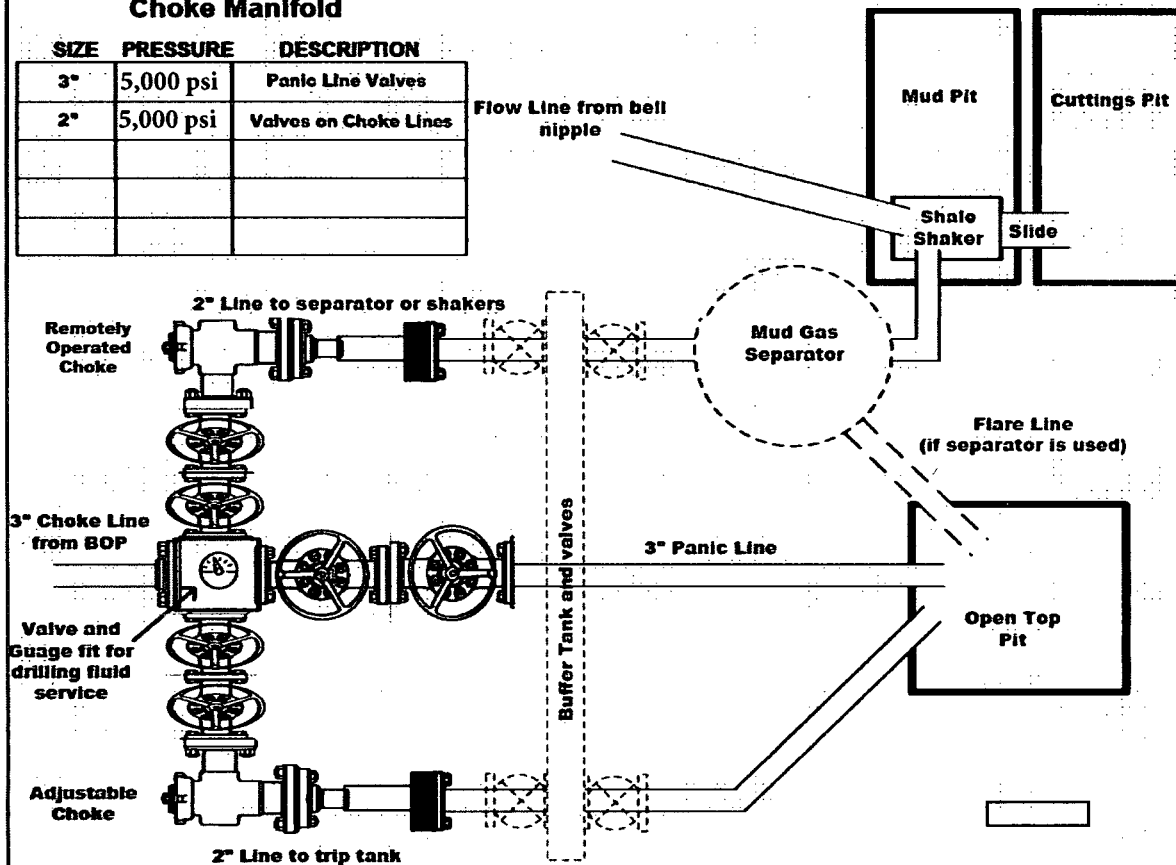 Choke Manifold
SIZE PRESSURE DESCRIPTION
3" 5,000 psi Panic Line Valves
2" 5,000 psi Valves on Choke Lines
Flow Line from bell
nipple
Mud Pit
Cuttings Pit
Shale
Shaker
Slide
2" Line to separator or shakers
Remotely
Operated
Choke
Mud Gas
Separator
Flare Line
(if separator is used)
3" Choke Line
from BOP
Buffer Tank and valves
3" Panic Line
Open Top
Pit
Valve and
Guage fit for
drilling fluid
service
Adjustable
Choke
2" Line to trip tank